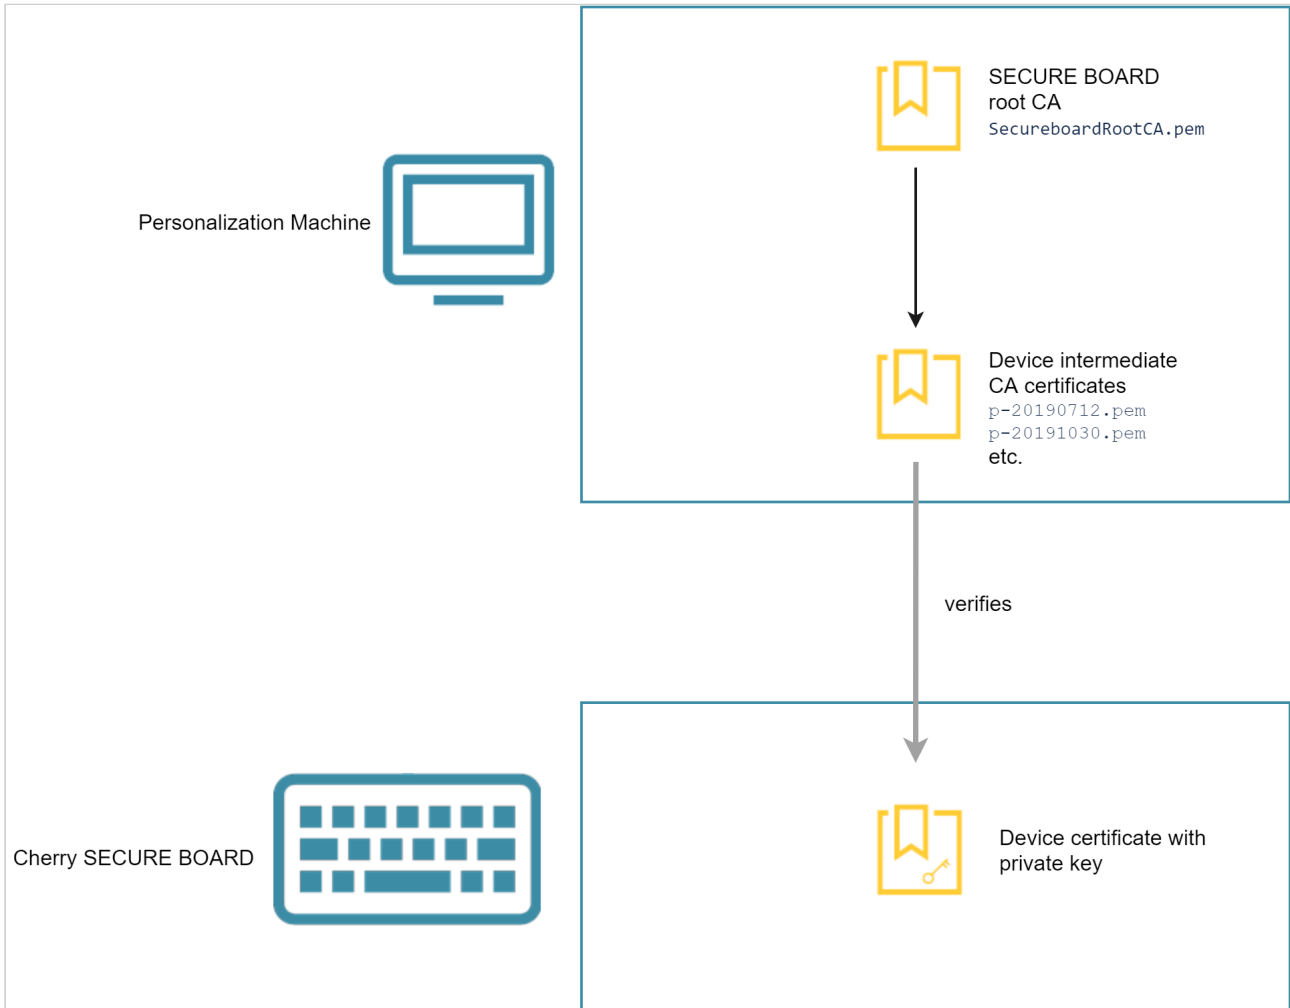 SECURE BOARD
root CA
SecureboardRootCA.pem
Personalization Machine
Device intermediate
CA certificates
p-20190712.pem
p-20191030.pem
etc.
verifies
Device certificate with
private key
Cherry SECURE BOARD